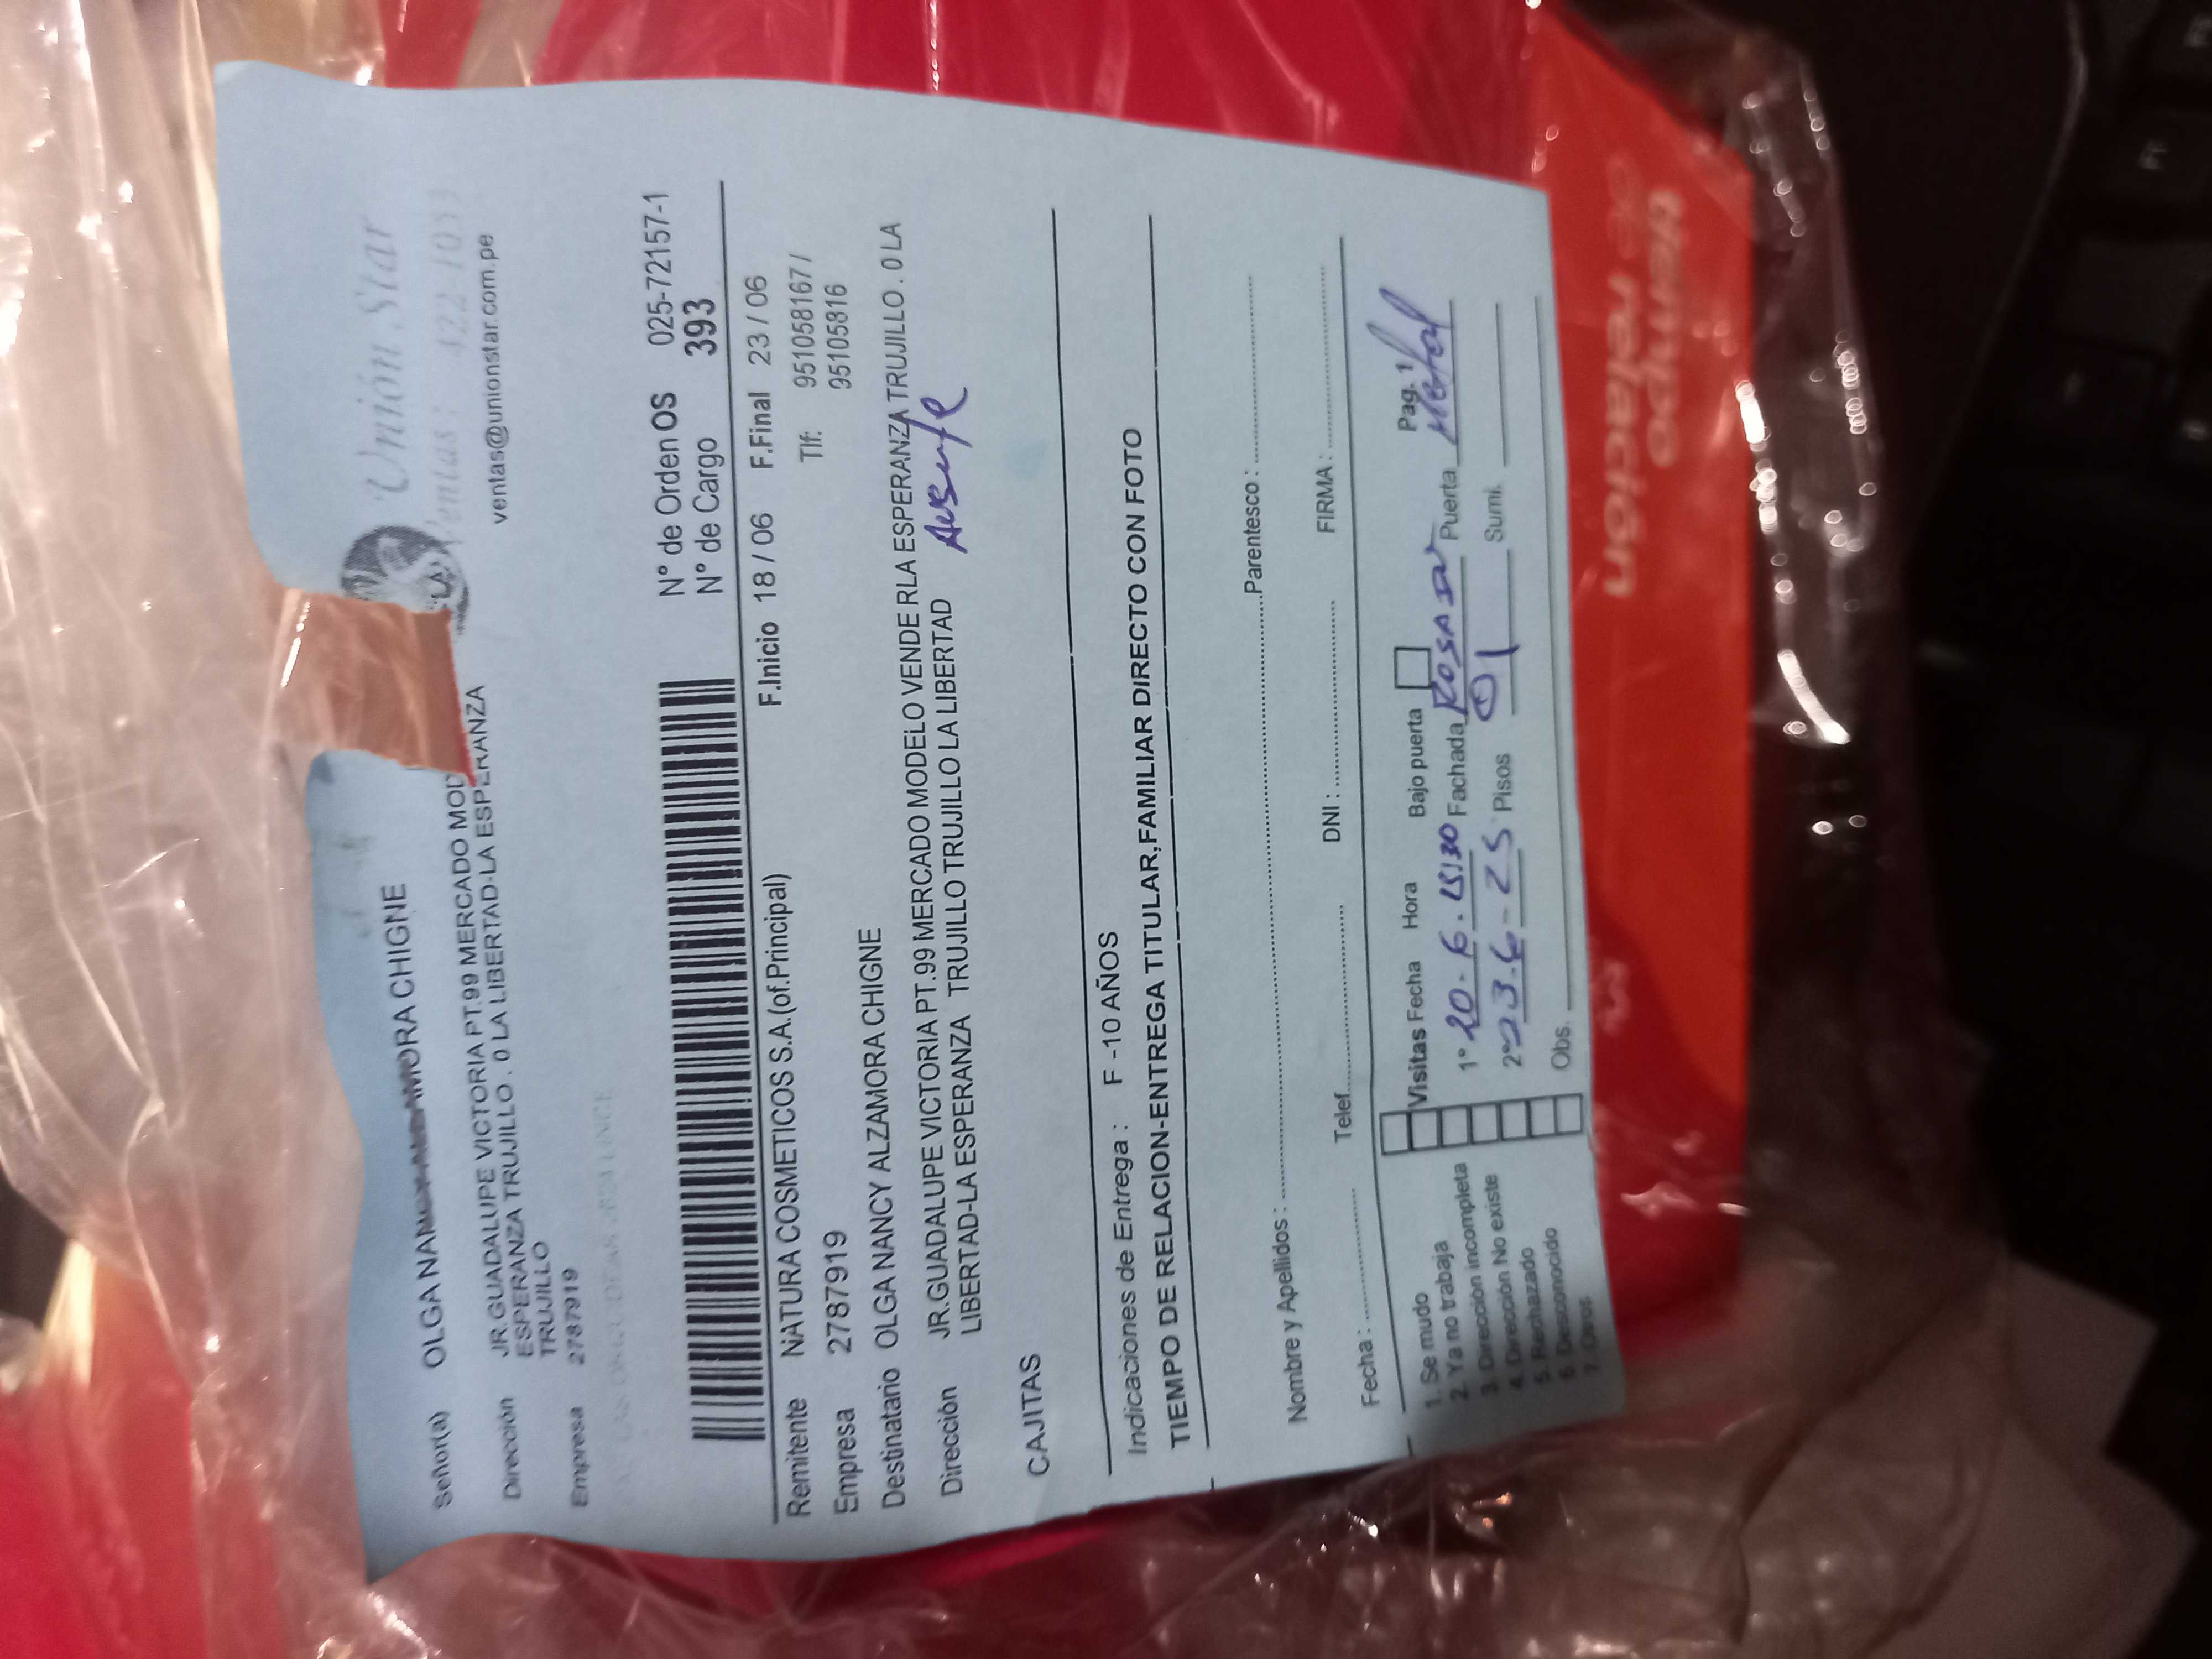 Unión Star
Ventas: 422-1033
ventas@unionstar.com.pe
Señor(a) OLGA NAN MORA CHIGNE
Dirección JR.GUADALUPE VICTORIA PT.99 MERCADO MOD
ESPERANZA TRUJILLO . 0 LA LIBERTAD-LA ESPERANZA
TRUJILLO
Empresa 2787919
N° de Orden OS 025-72157-1
N° de Cargo 393
F.Inicio 18 / 06 F.Final 23 / 06
Remitente NATURA COSMETICOS S.A.(of.Principal)
Tlf: 951058167 /
95105816
Empresa 2787919
Destinatario OLGA NANCY ALZAMORA CHIGNE
Dirección JR.GUADALUPE VICTORIA PT.99 MERCADO MODELO VENDE RLA ESPERANZA TRUJILLO . 0 LA
LIBERTAD-LA ESPERANZA TRUJILLO TRUJILLO LA LIBERTAD
Ausente
CAJITAS
Indicaciones de Entrega : F -10 AÑOS
TIEMPO DE RELACION-ENTREGA TITULAR,FAMILIAR DIRECTO CON FOTO
Nombre y Apellidos : Parentesco :
Fecha : Telef. DNI : FIRMA :
Pag. 1
1. Se mudo
2. Ya no trabaja
3. Dirección incompleta
4. Dirección No existe
5. Rechazado
6. Desconocido
7. Otros
Visitas Fecha Hora Bajo puerta
1° 20-6. 15:30 Fachada ROSADA Puerta Metal
2° 23-6-25 Pisos 01 Sumi.
Obs.
tiempo
de relación